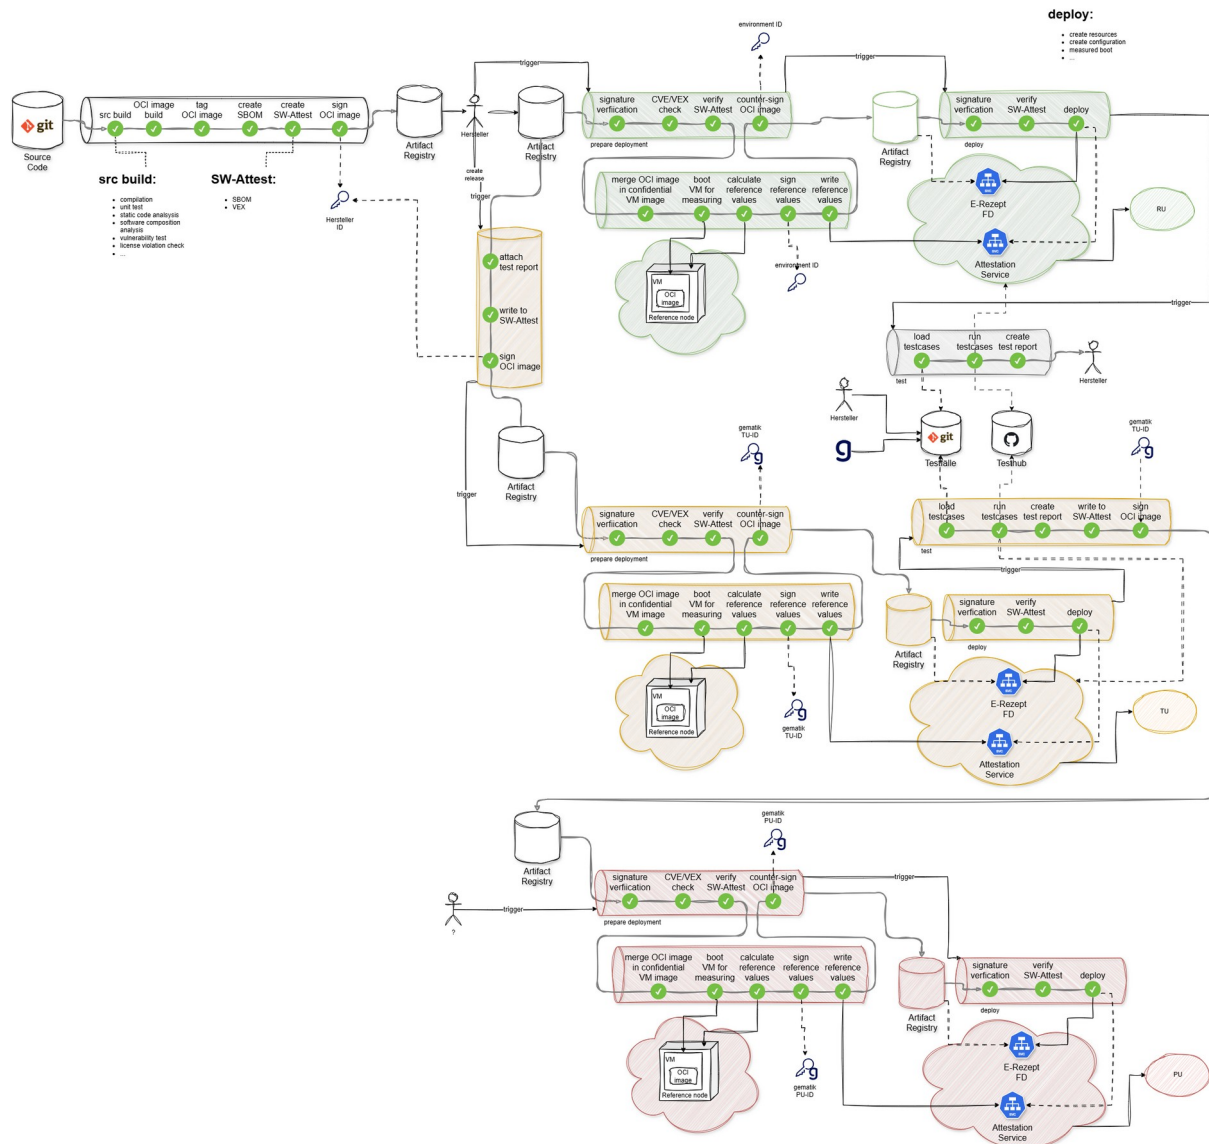 deploy:
create resources
create configuration
measured boot
...
environment ID
trigger
trigger
git
Source
Code
src build
OCI image
build
tag
OCI image
create
SBOM
create
SW-Attest
sign
OCI image
Artifact
Registry
Hersteller
trigger
Artifact
Registry
signature
verfiication
CVE/VEX
check
verify
SW-Attest
counter-sign
OCI image
prepare deployment
Artifact
Registry
signature
verfication
verify
SW-Attest
deploy
deploy
src build:
compilation
unit test
static code analysis
software composition
analysis
vulnerability test
license violation check
...
SW-Attest:
SBOM
VEX
Hersteller
ID
create
release
trigger
merge OCI image
in confidential
VM image
boot
VM for
measuring
calculate
reference
values
sign
reference
values
write
reference
values
E-Rezept
FD
Attestation
Service
RU
attach
test report
write to
SW-Attest
sign
OCI image
VM
OCI
image
Reference node
environment ID
trigger
load
testcases
run
testcases
create
test report
test
Hersteller
Hersteller
git
Testfälle
Testhub
gematik
TU-ID
gematik
TU-ID
Artifact
Registry
trigger
signature
verfiication
CVE/VEX
check
verify
SW-Attest
counter-sign
OCI image
prepare deployment
load
testcases
run
testcases
create
test report
write to
SW-Attest
sign
OCI image
test
trigger
merge OCI image
in confidential
VM image
boot
VM for
measuring
calculate
reference
values
sign
reference
values
write
reference
values
Artifact
Registry
signature
verfication
verify
SW-Attest
deploy
deploy
VM
OCI
image
Reference node
gematik
TU-ID
E-Rezept
FD
Attestation
Service
TU
Artifact
Registry
gematik
PU-ID
?
trigger
signature
verfiication
CVE/VEX
check
verify
SW-Attest
counter-sign
OCI image
prepare deployment
trigger
merge OCI image
in confidential
VM image
boot
VM for
measuring
calculate
reference
values
sign
reference
values
write
reference
values
Artifact
Registry
signature
verfication
verify
SW-Attest
deploy
deploy
VM
OCI
image
Reference node
gematik
PU-ID
E-Rezept
FD
Attestation
Service
PU